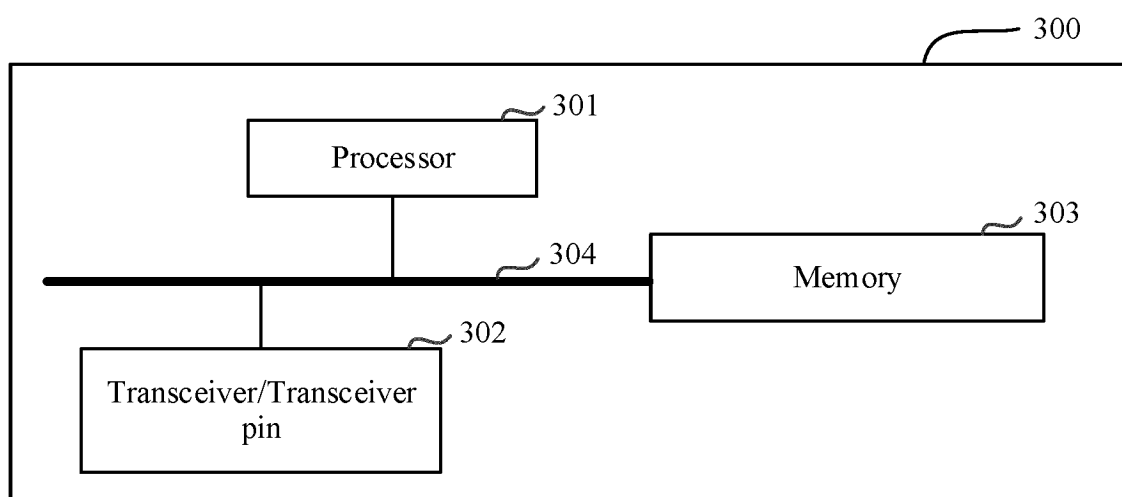 300
301
Processor
303
304
Memory
302
Transceiver/Transceiver
pin